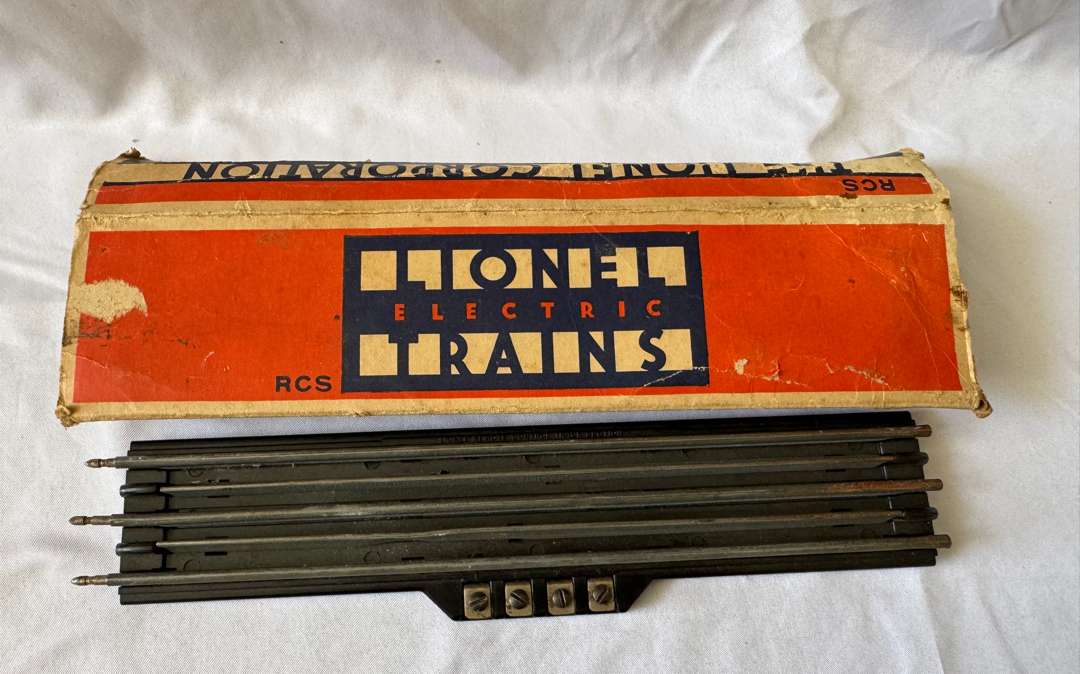 THE LIONEL CORPORATION
RCS
LIONEL
ELECTRIC
TRAINS
RCS